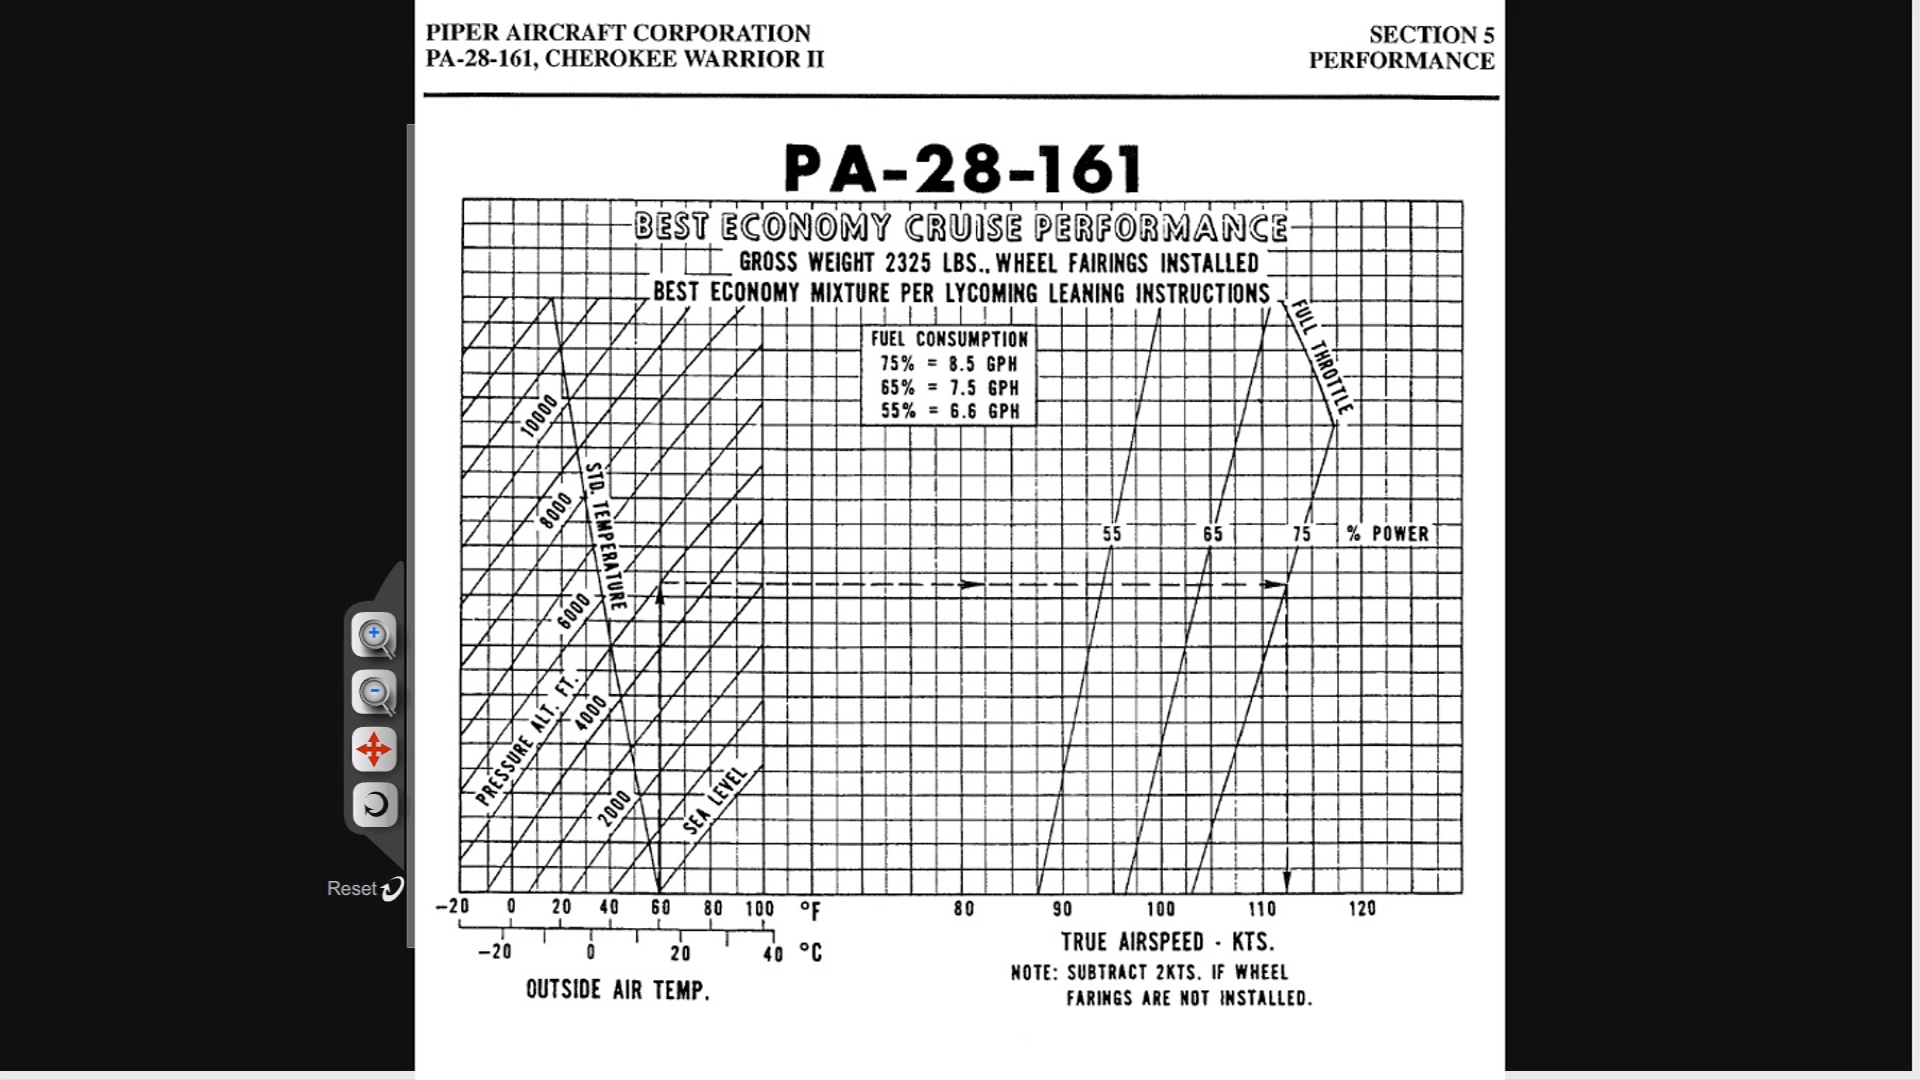 PIPER AIRCRAFT CORPORATION
PA-28-161, CHEROKEE WARRIOR II
SECTION 5
PERFORMANCE
PA-28-161
BEST ECONOMY CRUISE PERFORMANCE
GROSS WEIGHT 2325 LBS., WHEEL FAIRINGS INSTALLED
BEST ECONOMY MIXTURE PER LYCOMING LEANING INSTRUCTIONS
FULL THROTTLE
FUEL CONSUMPTION
75% = 8.5 GPH
65% = 7.5 GPH
55% = 6.6 GPH
10000
STD. TEMPERATURE
8000
55 65 75 % POWER
6000
PRESSURE ALT. FT.
4000
2000
SEA LEVEL
Reset
-20 0 20 40 60 80 100 °F
80 90 100 110 120
-20 0 20 40 °C
TRUE AIRSPEED - KTS.
OUTSIDE AIR TEMP.
NOTE: SUBTRACT 2KTS. IF WHEEL
FARINGS ARE NOT INSTALLED.